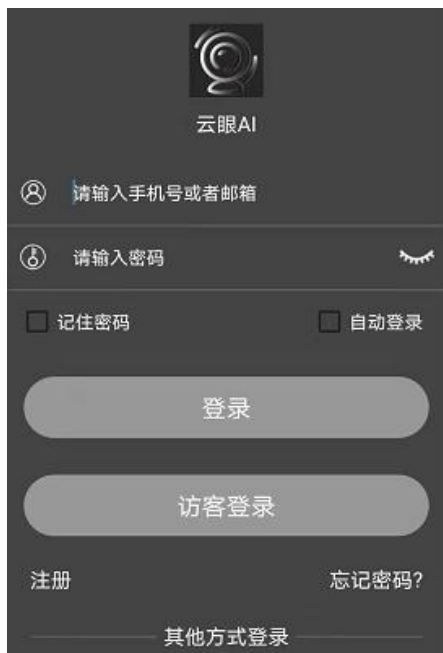 云眼AI
请输入手机号或者邮箱
请输入密码
记住密码 自动登录
登录
访客登录
注册 忘记密码?
其他方式登录